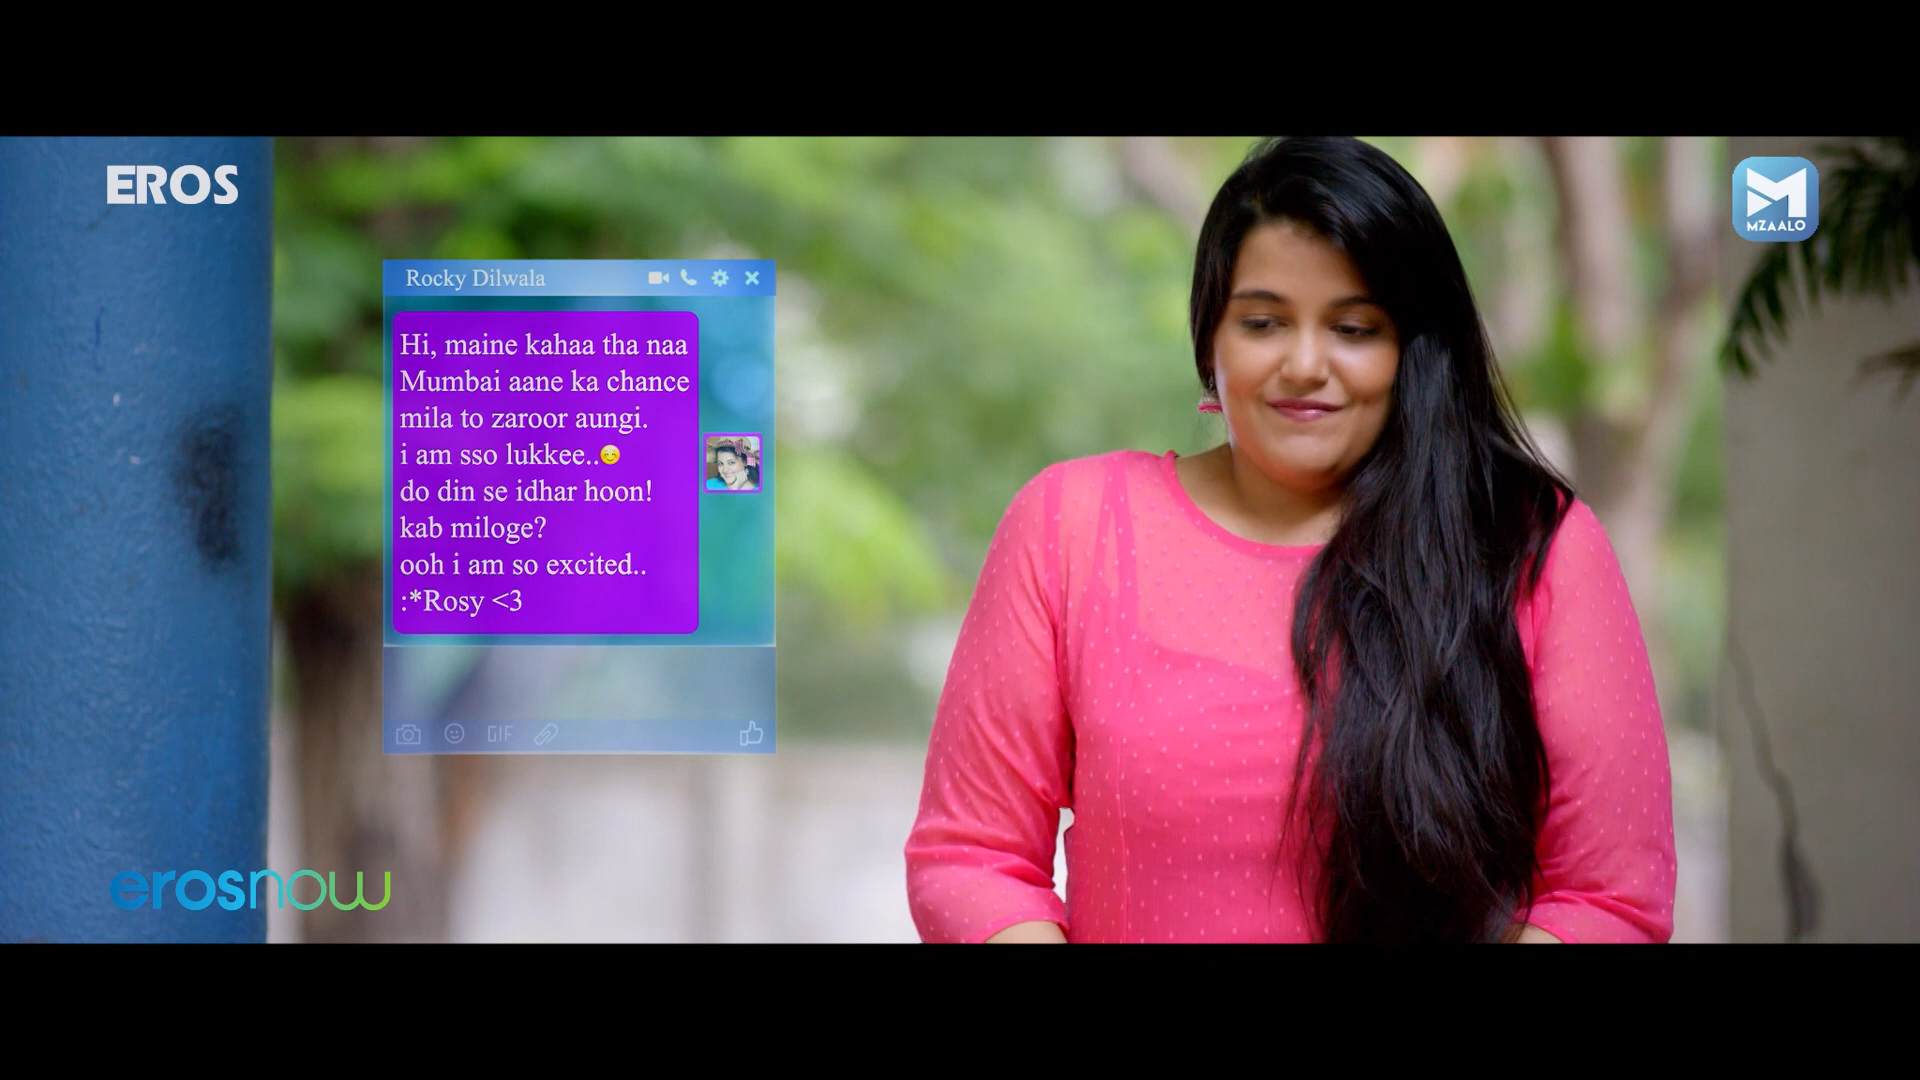 EROS
MZAALO
Rocky Dilwala
Hi, maine kahaa tha naa
Mumbai aane ka chance
mila to zaroor aungi.
i am sso lukkee..😊
do din se idhar hoon!
kab miloge?
ooh i am so excited..
:*Rosy <3
GIF
erosnow